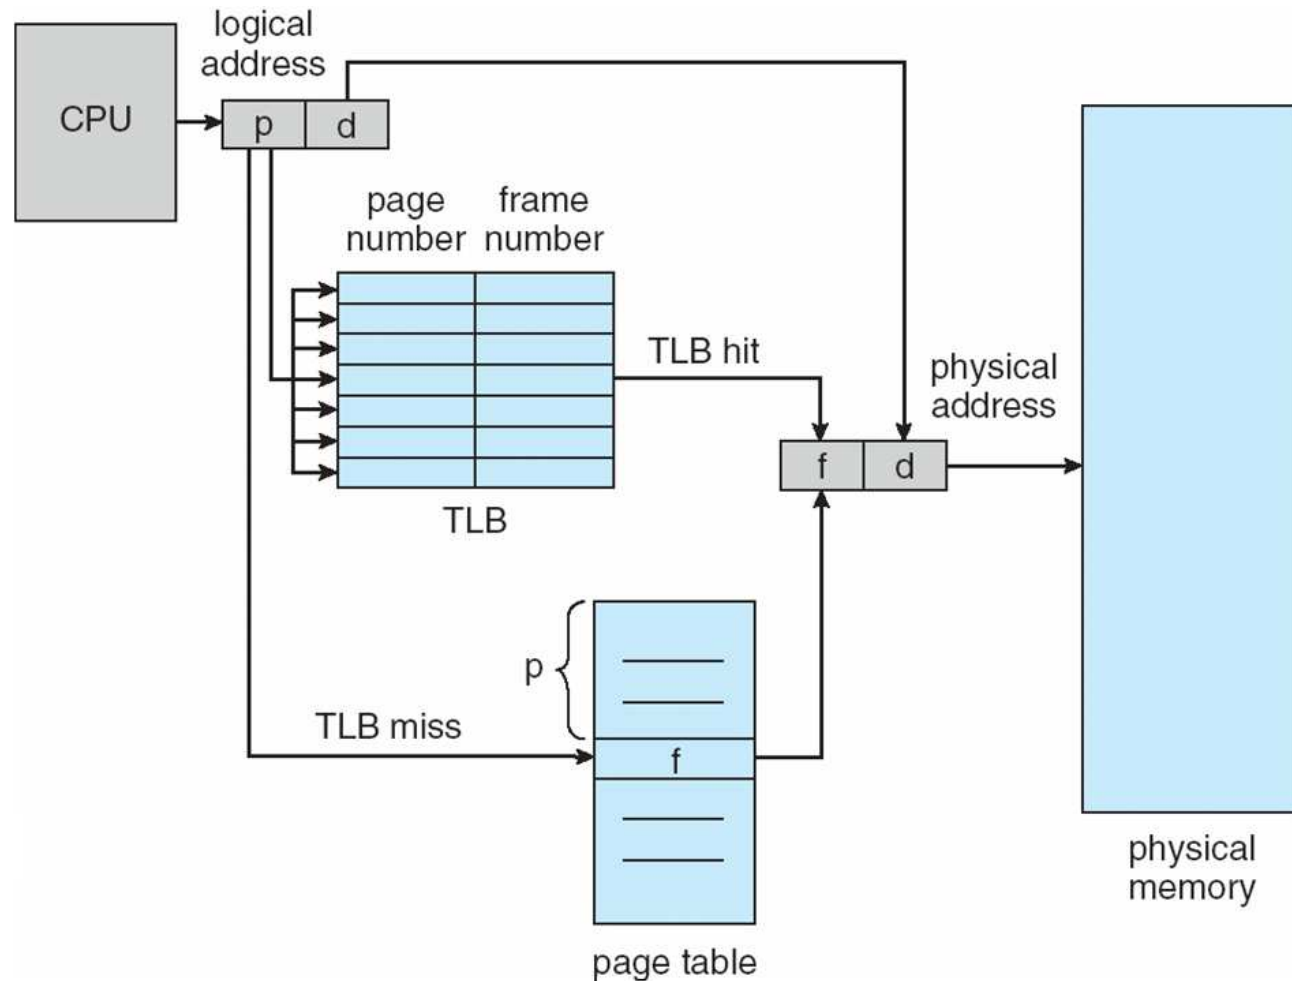 logical
address
CPU
p
d
page
number
frame
number
TLB hit
physical
address
f
d
TLB
p
TLB miss
f
physical
memory
page table